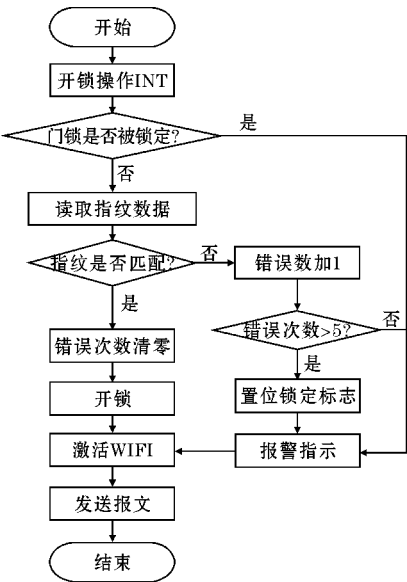 开始
开锁操作INT
门锁是否被锁定?
是
否
读取指纹数据
指纹是否匹配?
否
错误数加1
是
错误次数>5?
否
错误次数清零
是
开锁
置位锁定标志
激活WIFI
报警指示
发送报文
结束